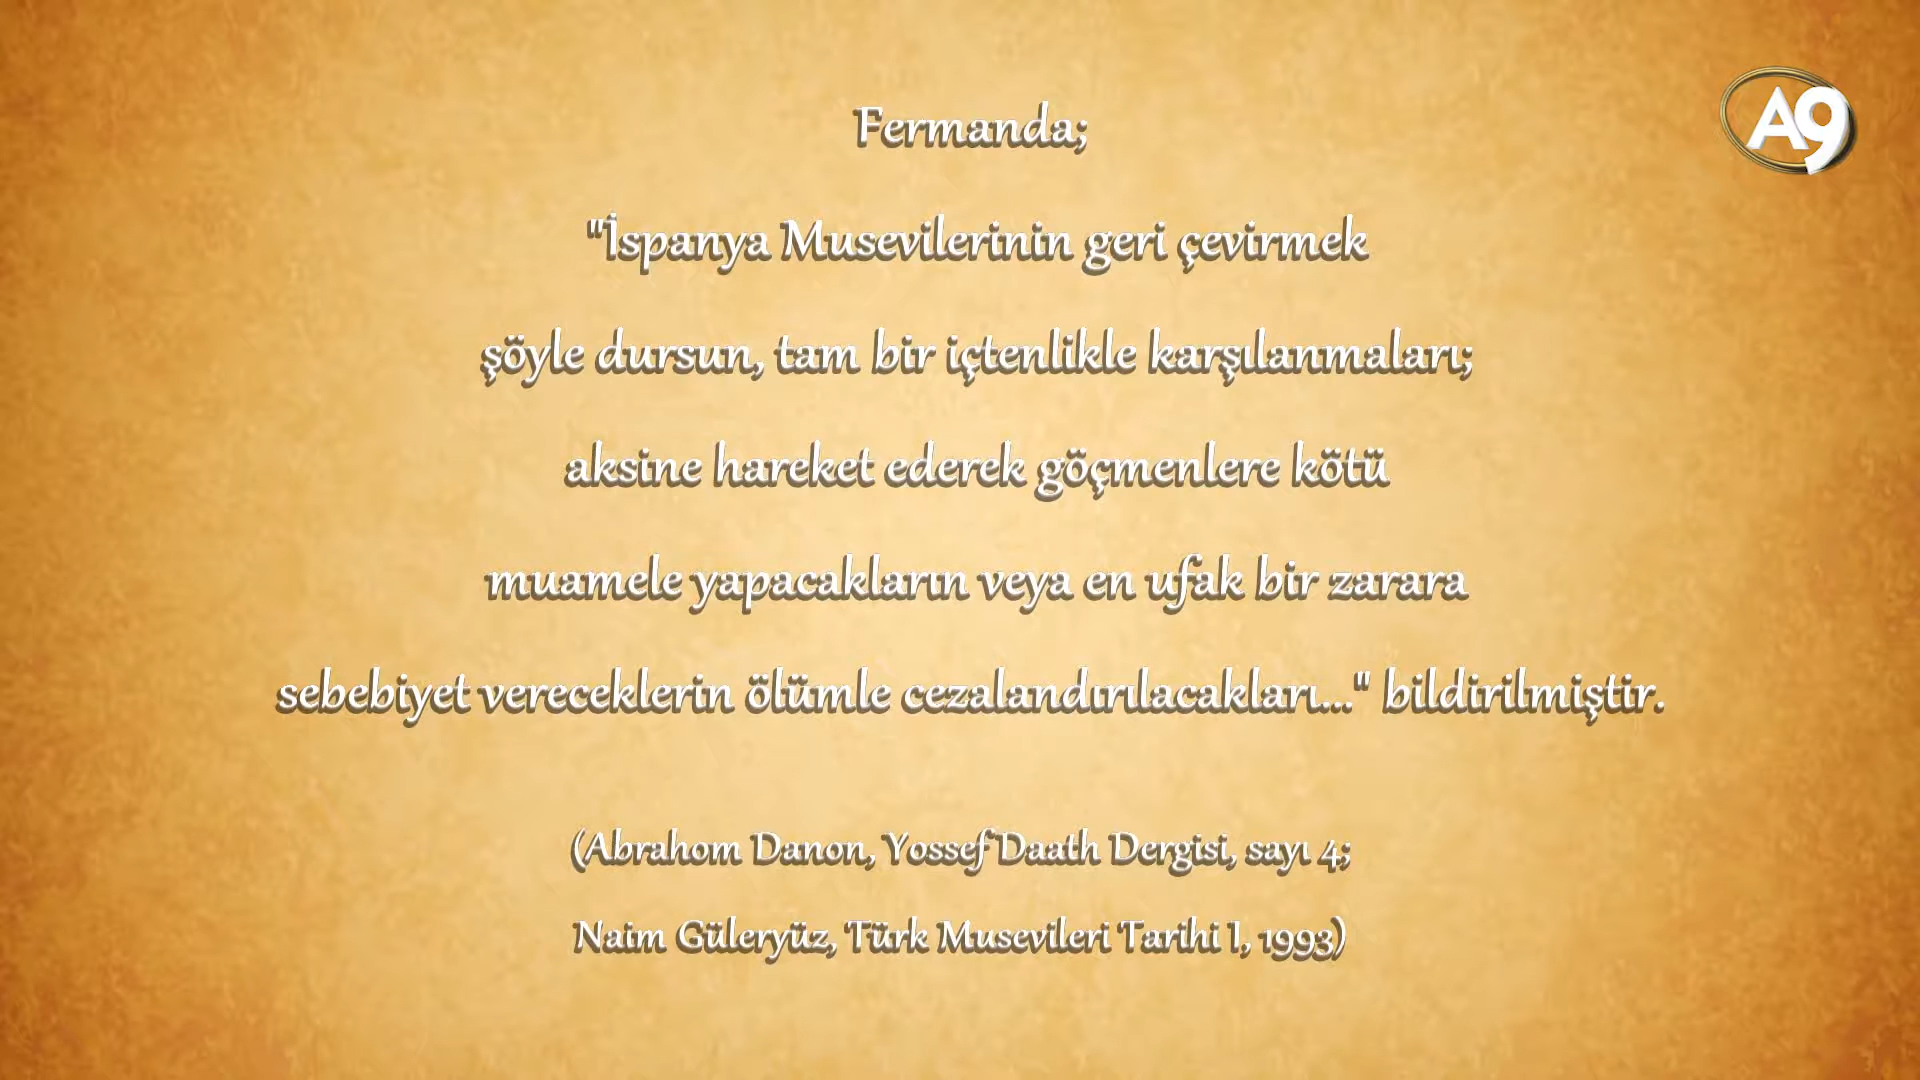 A9
Fermanda;
"İspanya Musevilerinin geri çevirmek
şöyle dursun, tam bir içtenlikle karşılanmaları;
aksine hareket ederek göçmenlere kötü
muamele yapacakların veya en ufak bir zarara
sebebiyet vereceklerin ölümle cezalandırılacakları..." bildirilmiştir.
(Abrahom Danon, Yossef Daath Dergisi, sayı 4;
Naim Güleryüz, Türk Musevileri Tarihi I, 1993)